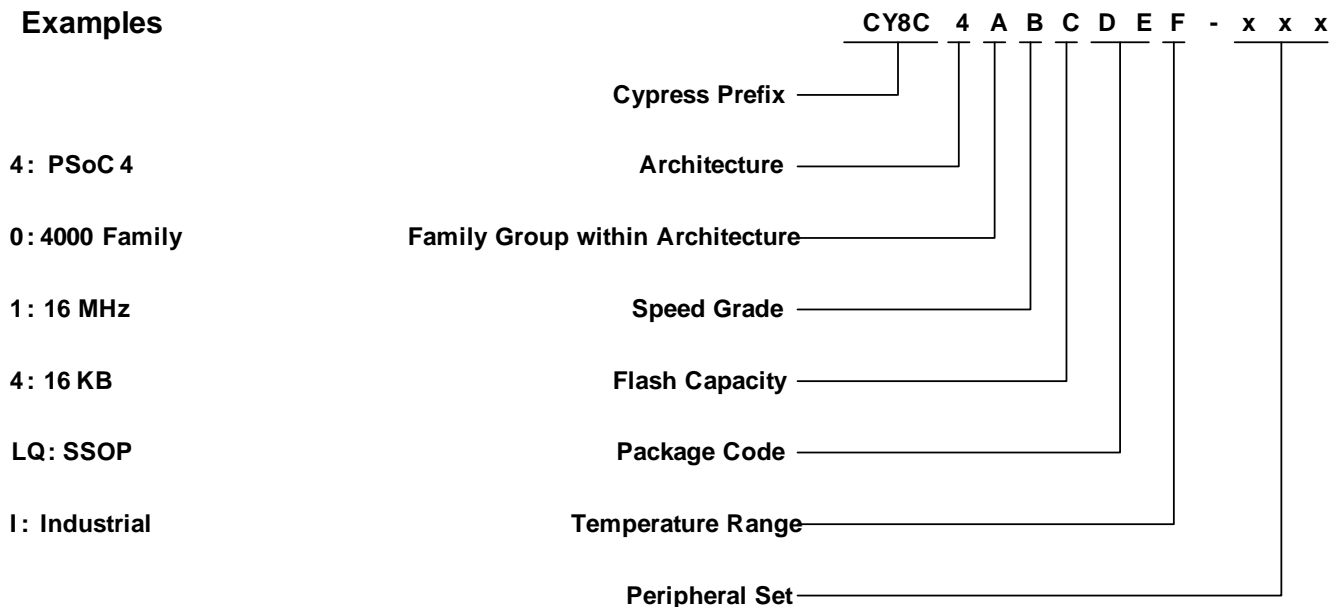 Examples CY8C 4 A B C D E F - x x x
Cypress Prefix
4: PSoC 4 Architecture
0: 4000 Family Family Group within Architecture
1: 16 MHz Speed Grade
4: 16 KB Flash Capacity
LQ: SSOP Package Code
I: Industrial Temperature Range
Peripheral Set